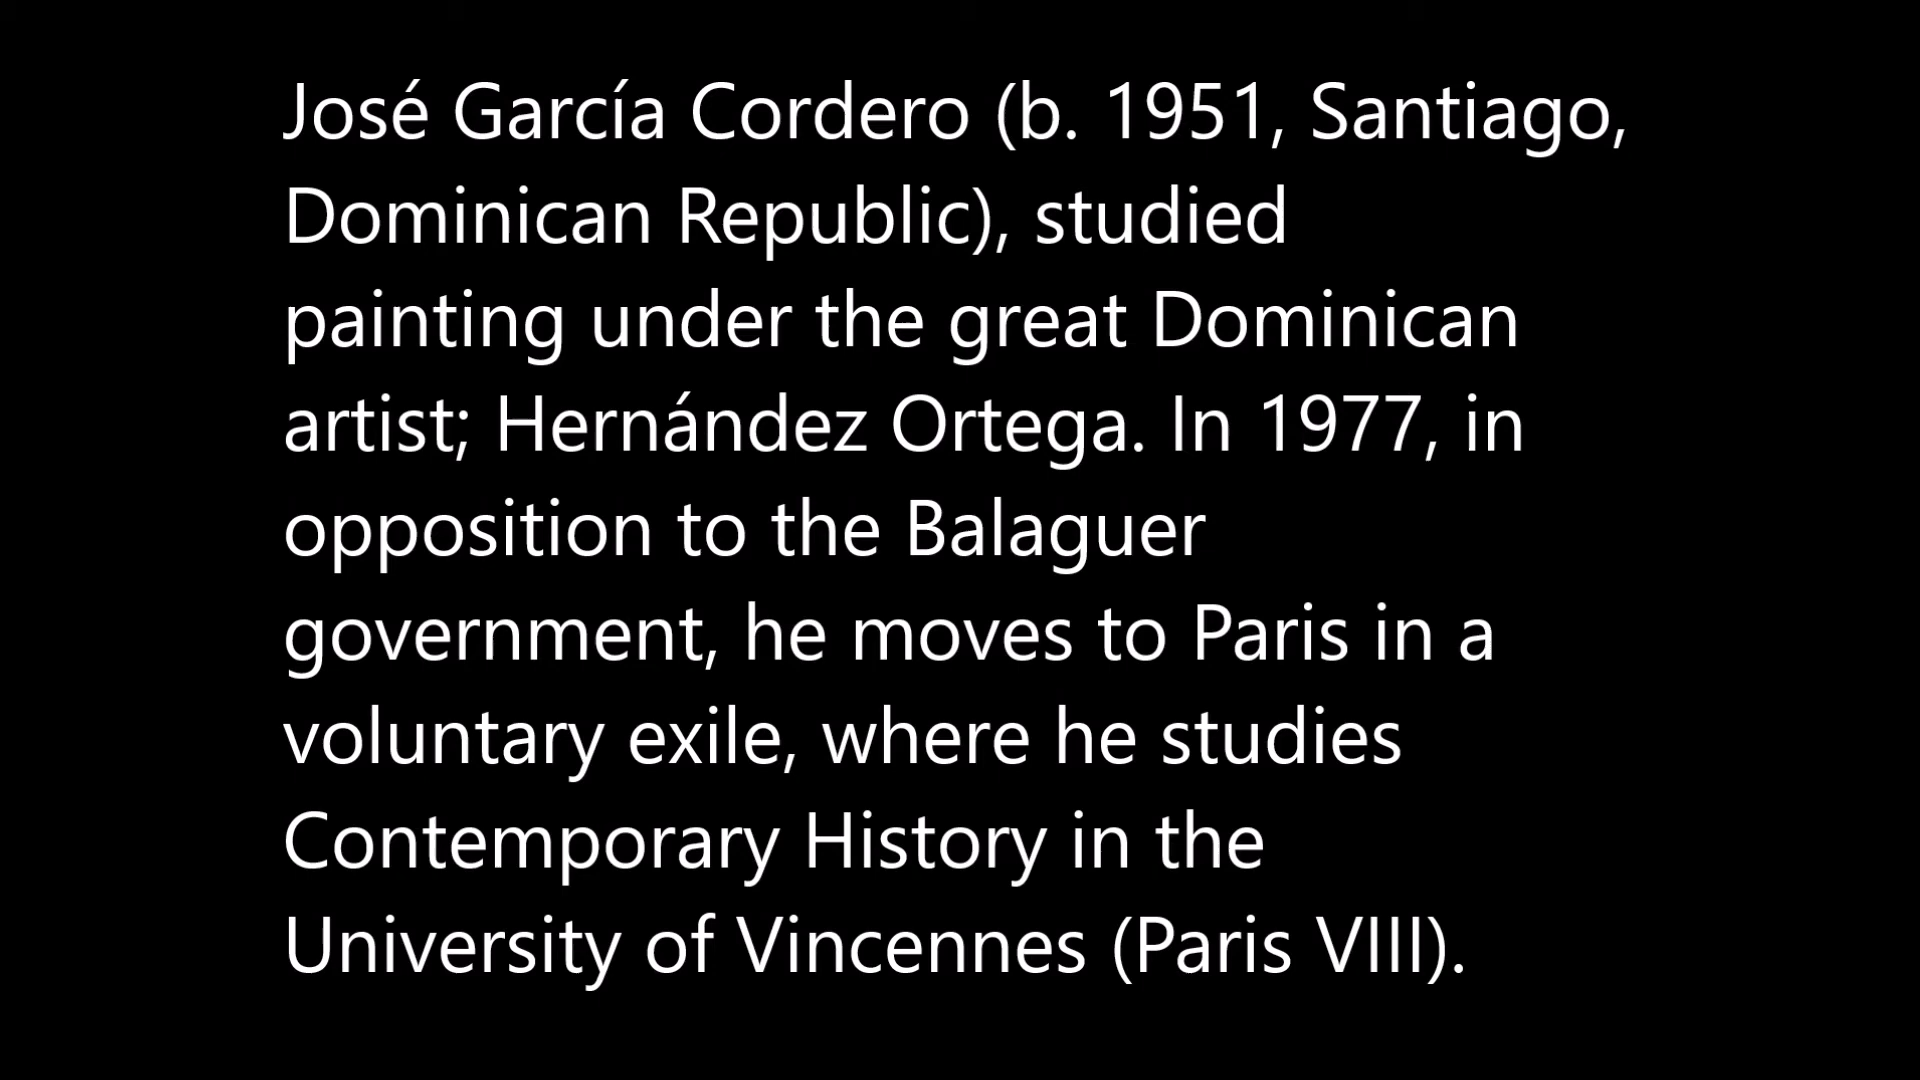 José García Cordero (b. 1951, Santiago,
Dominican Republic), studied
painting under the great Dominican
artist; Hernández Ortega. In 1977, in
opposition to the Balaguer
government, he moves to Paris in a
voluntary exile, where he studies
Contemporary History in the
University of Vincennes (Paris VIII).